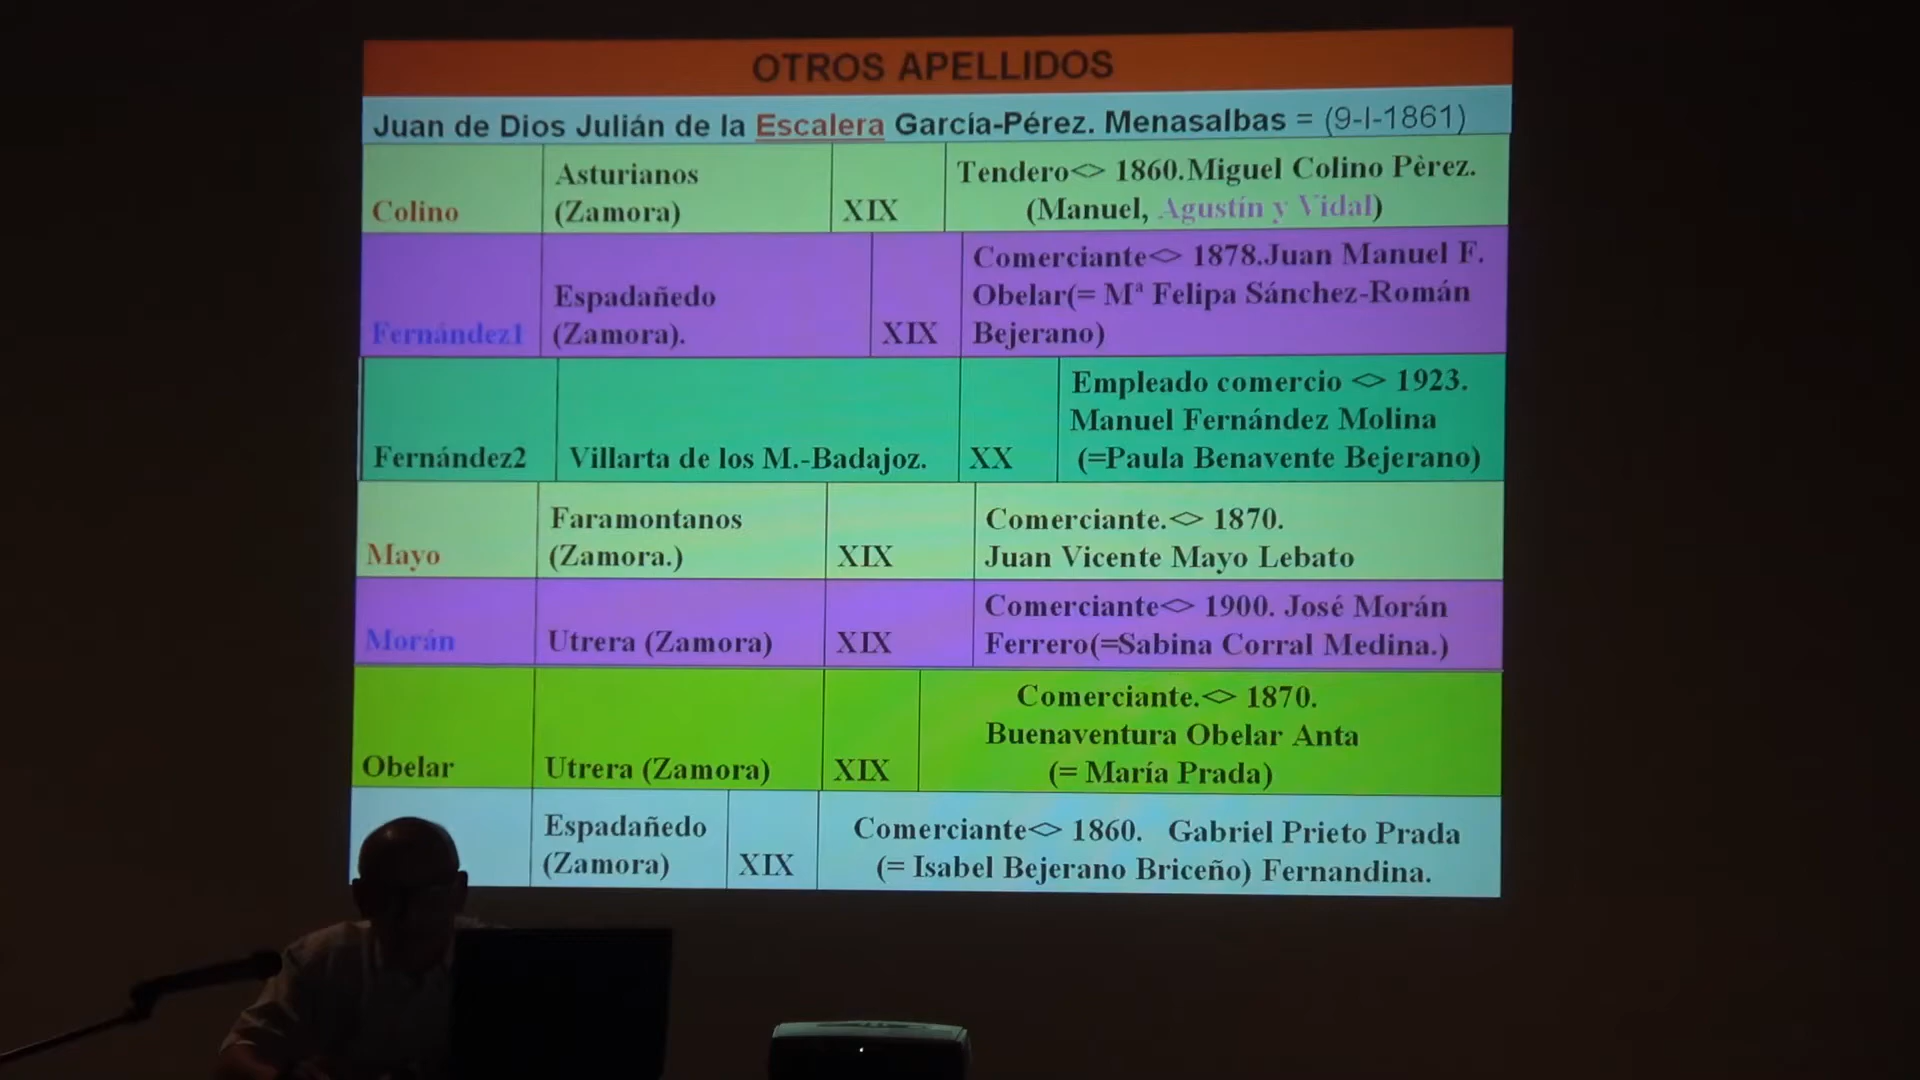 OTROS APELLIDOS
Juan de Dios Julián de la Escalera García-Pérez. Menasalbas = (9-I-1861)
Colino
Asturianos
(Zamora)
XIX
Tendero<> 1860.Miguel Colino Pèrez.
(Manuel, Agustín y Vidal)
Fernández1
Espadañedo
(Zamora).
XIX
Comerciante<> 1878.Juan Manuel F.
Obelar(= Mª Felipa Sánchez-Román
Bejerano)
Fernández2
Villarta de los M.-Badajoz.
XX
Empleado comercio <> 1923.
Manuel Fernández Molina
(=Paula Benavente Bejerano)
Mayo
Faramontanos
(Zamora.)
XIX
Comerciante.<> 1870.
Juan Vicente Mayo Lebato
Morán
Utrera (Zamora)
XIX
Comerciante<> 1900. José Morán
Ferrero(=Sabina Corral Medina.)
Obelar
Utrera (Zamora)
XIX
Comerciante.<> 1870.
Buenaventura Obelar Anta
(= María Prada)
Espadañedo
(Zamora)
XIX
Comerciante<> 1860. Gabriel Prieto Prada
(= Isabel Bejerano Briceño) Fernandina.